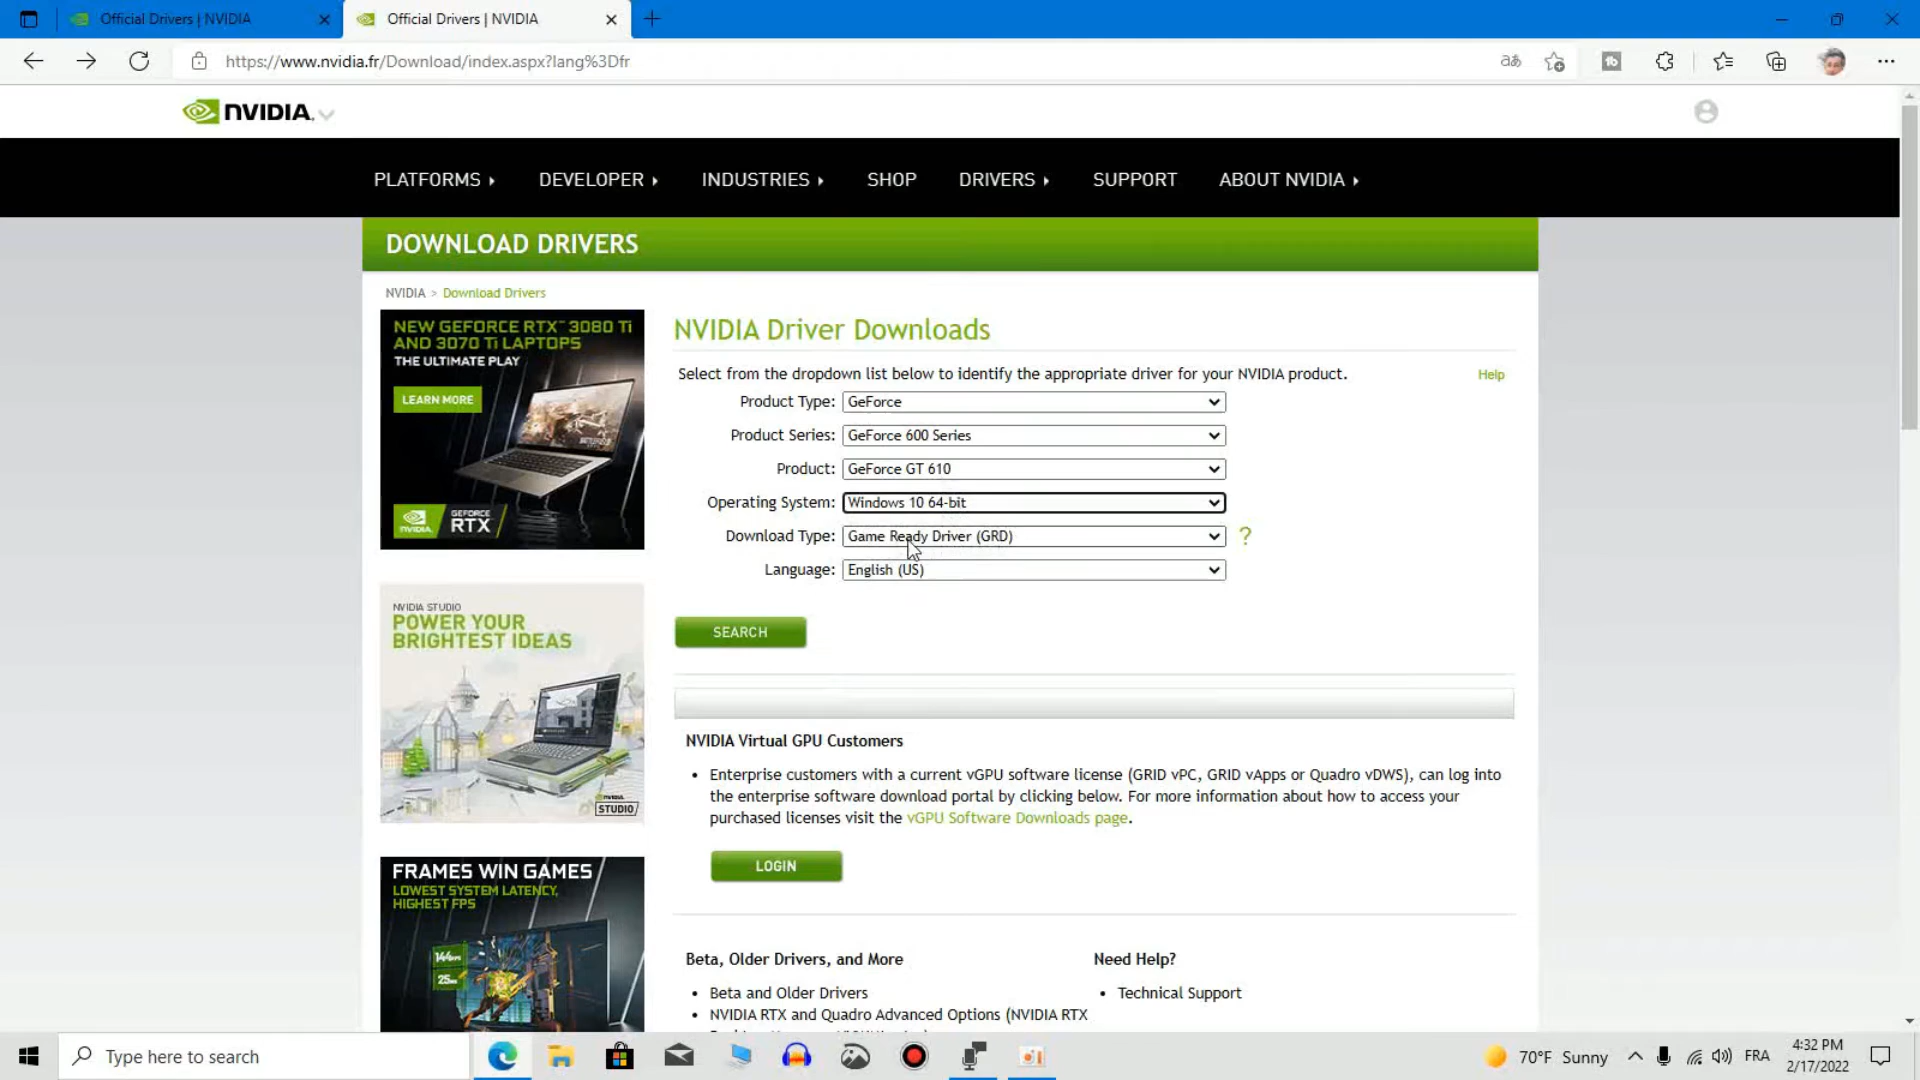 Official Drivers | NVIDIA
Official Drivers | NVIDIA
https://www.nvidia.fr/Download/index.aspx?lang%3Dfr
NVIDIA.
PLATFORMS
DEVELOPER
INDUSTRIES
SHOP
DRIVERS
SUPPORT
ABOUT NVIDIA
DOWNLOAD DRIVERS
NVIDIA > Download Drivers
NEW GEFORCE RTX™ 3080 Ti
AND 3070 Ti LAPTOPS
THE ULTIMATE PLAY
LEARN MORE
NVIDIA.
GEFORCE
RTX
NVIDIA STUDIO
POWER YOUR
BRIGHTEST IDEAS
NVIDIA.
STUDIO
FRAMES WIN GAMES
LOWEST SYSTEM LATENCY,
HIGHEST FPS
NVIDIA Driver Downloads
Select from the dropdown list below to identify the appropriate driver for your NVIDIA product.
Help
Product Type: GeForce
Product Series: GeForce 600 Series
Product: GeForce GT 610
Operating System: Windows 10 64-bit
Download Type: Game Ready Driver (GRD)
?
Language: English (US)
SEARCH
NVIDIA Virtual GPU Customers
• Enterprise customers with a current vGPU software license (GRID vPC, GRID vApps or Quadro vDWS), can log into
the enterprise software download portal by clicking below. For more information about how to access your
purchased licenses visit the vGPU Software Downloads page.
LOGIN
Beta, Older Drivers, and More
• Beta and Older Drivers
• NVIDIA RTX and Quadro Advanced Options (NVIDIA RTX
Need Help?
• Technical Support
Type here to search
70°F Sunny
FRA
4:32 PM
2/17/2022